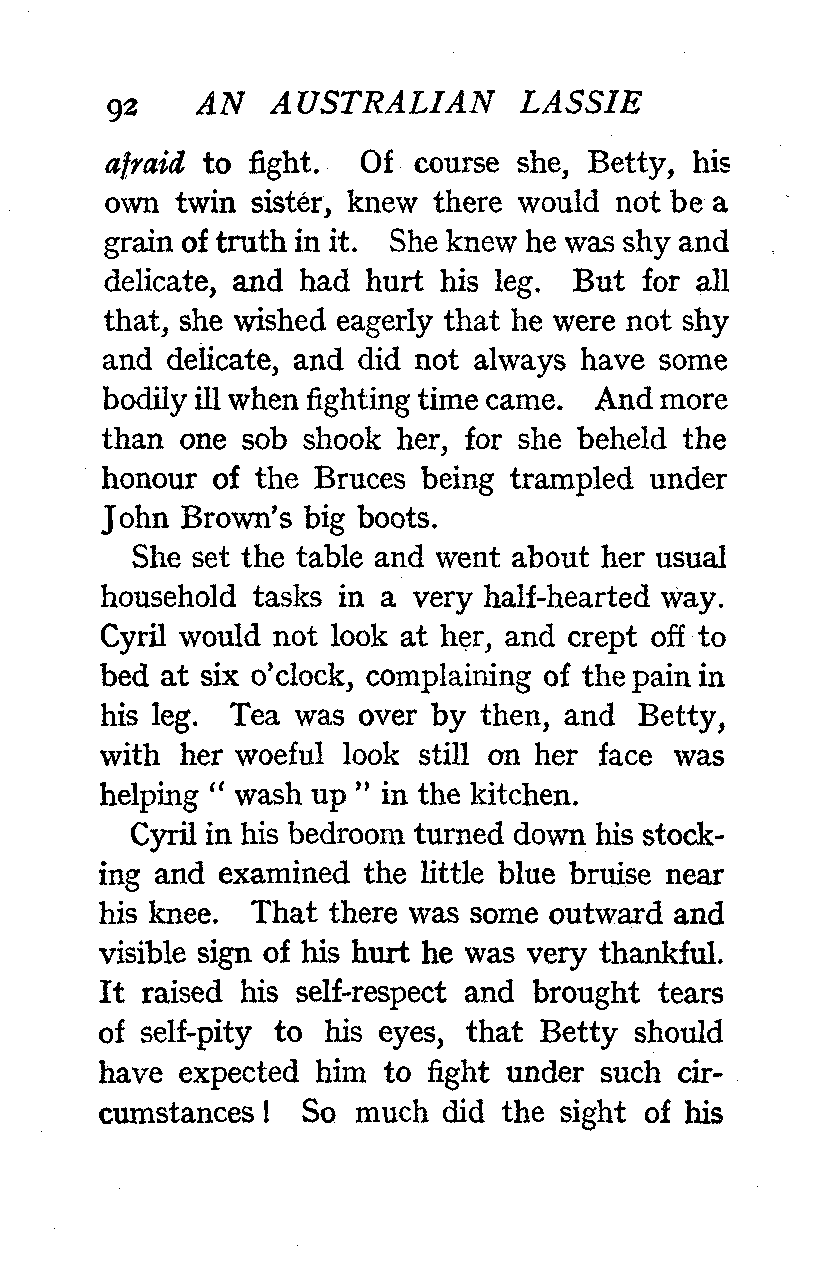 92 AN AUSTRALIAN LASSIE
afraid to fight. Of course she, Betty, his
own twin sister, knew there would not be a
grain of truth in it. She knew he was shy and
delicate, and had hurt his leg. But for all
that, she wished eagerly that he were not shy
and delicate, and did not always have some
bodily ill when fighting time came. And more
than one sob shook her, for she beheld the
honour of the Bruces being trampled under
John Brown's big boots.
She set the table and went about her usual
household tasks in a very half-hearted way.
Cyril would not look at her, and crept off to
bed at six o'clock, complaining of the pain in
his leg. Tea was over by then, and Betty,
with her woeful look still on her face was
helping " wash up " in the kitchen.
Cyril in his bedroom turned down his stock-
ing and examined the little blue bruise near
his knee. That there was some outward and
visible sign of his hurt he was very thankful.
It raised his self-respect and brought tears
of self-pity to his eyes, that Betty should
have expected him to fight under such cir-
cumstances ! So much did the sight of his